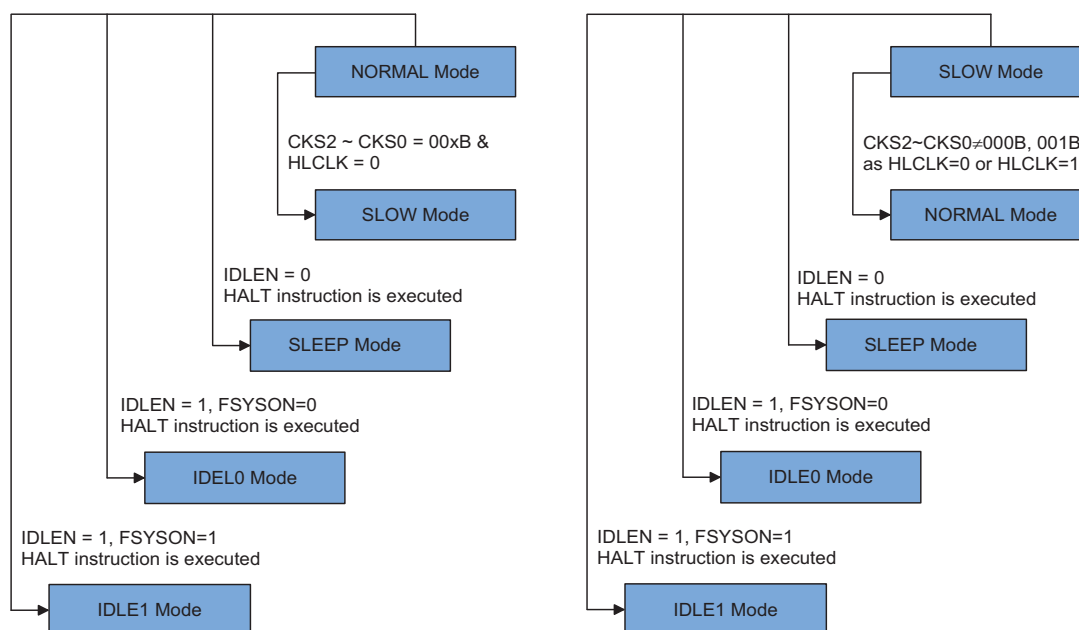 NORMAL Mode
CKS2 ~ CKS0 = 00xB &
HLCLK = 0
SLOW Mode
IDLEN = 0
HALT instruction is executed
SLEEP Mode
IDLEN = 1, FSYSON=0
HALT instruction is executed
IDEL0 Mode
IDLEN = 1, FSYSON=1
HALT instruction is executed
IDLE1 Mode
SLOW Mode
CKS2~CKS0≠000B, 001B
as HLCLK=0 or HLCLK=1
NORMAL Mode
IDLEN = 0
HALT instruction is executed
SLEEP Mode
IDLEN = 1, FSYSON=0
HALT instruction is executed
IDLE0 Mode
IDLEN = 1, FSYSON=1
HALT instruction is executed
IDLE1 Mode